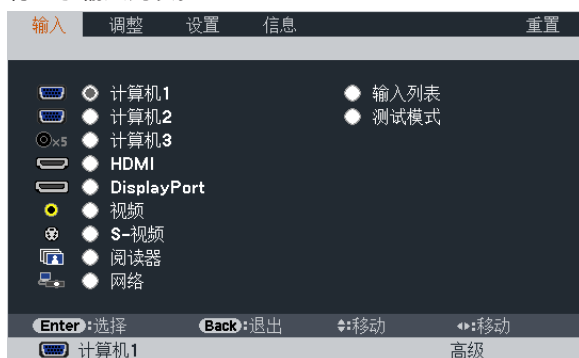 输入 调整 设置 信息 重置
计算机1 输入列表
计算机2 测试模式
×5 计算机3
HDMI
DisplayPort
视频
S-视频
阅读器
网络
Enter:选择 Back:退出 :移动 :移动
计算机1 高级